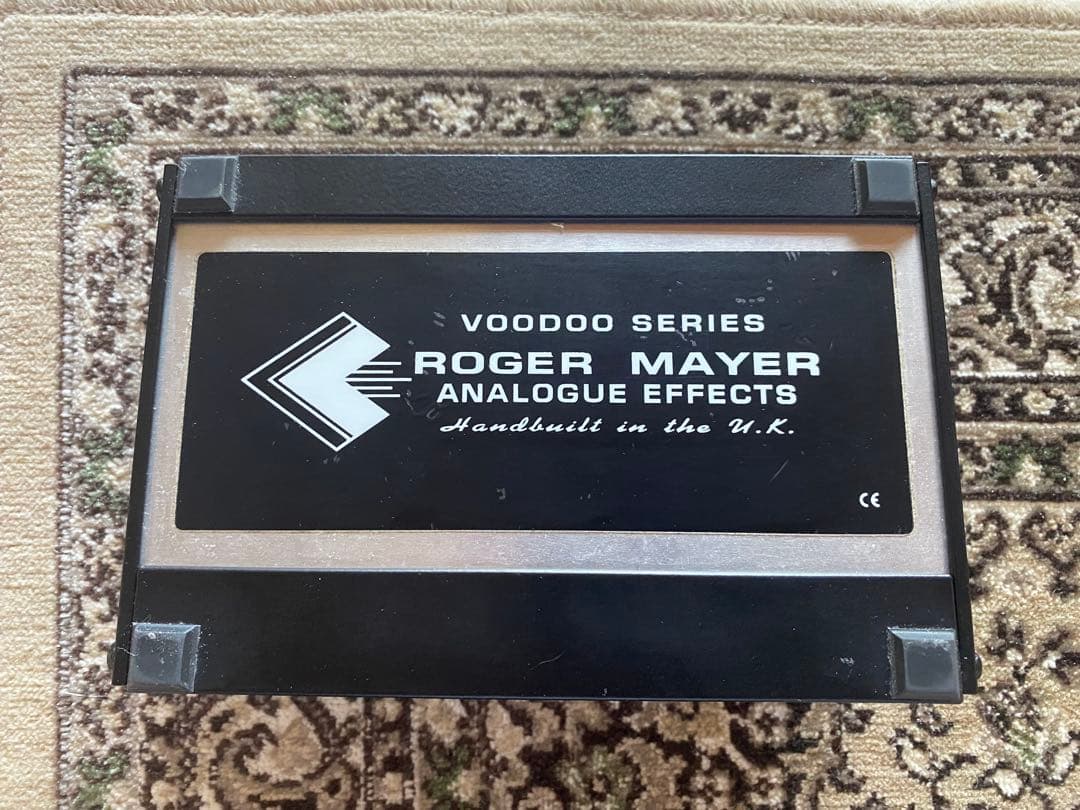 VOODOO SERIES
ROGER MAYER
ANALOGUE EFFECTS
Handbuilt in the U.K.
CE